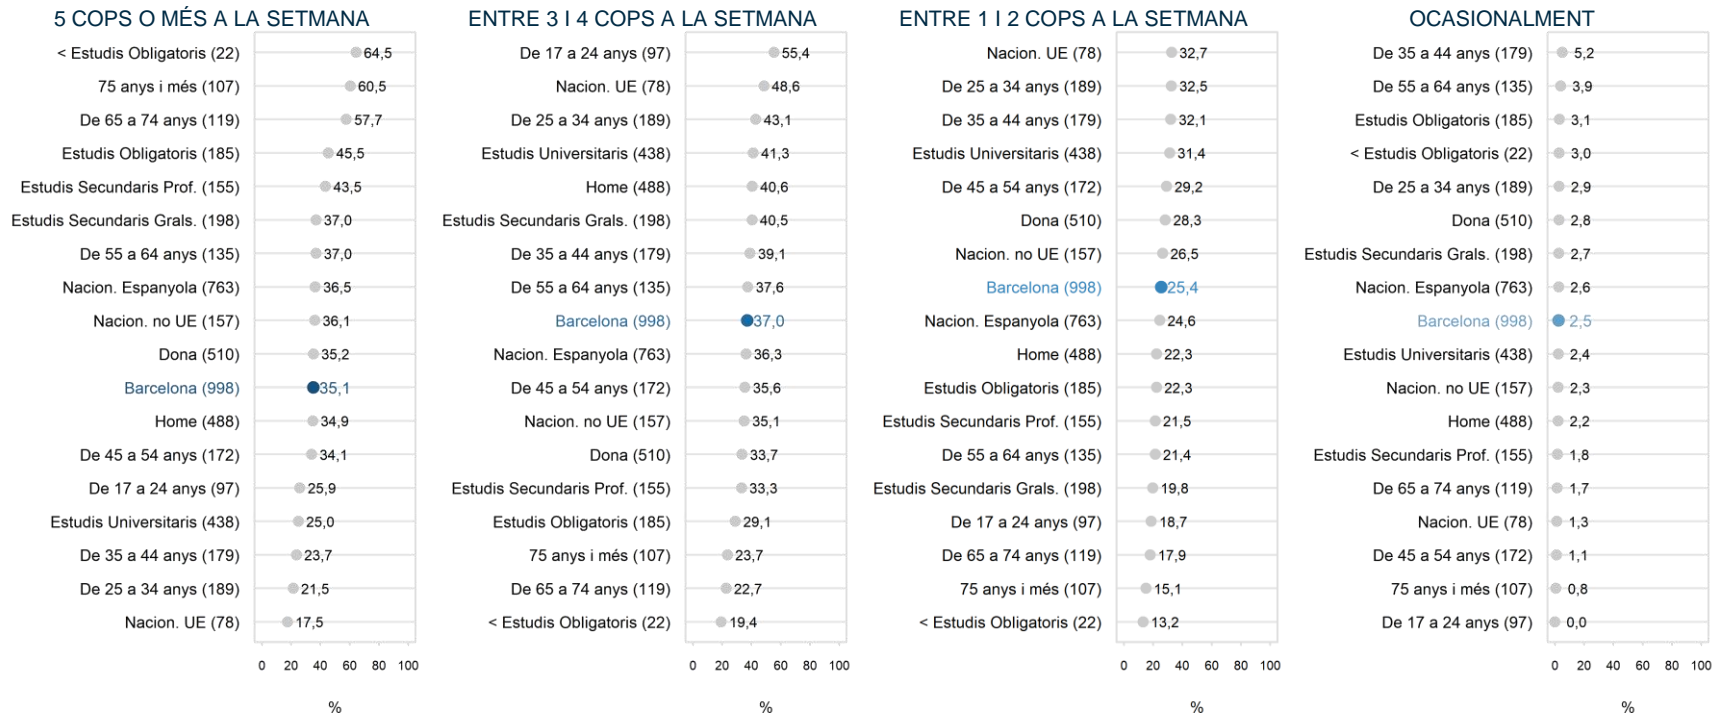 5 COPS O MÉS A LA SETMANA
< Estudis Obligatoris (22) 64,5
75 anys i més (107) 60,5
De 65 a 74 anys (119) 57,7
Estudis Obligatoris (185) 45,5
Estudis Secundaris Prof. (155) 43,5
Estudis Secundaris Grals. (198) 37,0
De 55 a 64 anys (135) 37,0
Nacion. Espanyola (763) 36,5
Nacion. no UE (157) 36,1
Dona (510) 35,2
Barcelona (998) 35,1
Home (488) 34,9
De 45 a 54 anys (172) 34,1
De 17 a 24 anys (97) 25,9
Estudis Universitaris (438) 25,0
De 35 a 44 anys (179) 23,7
De 25 a 34 anys (189) 21,5
Nacion. UE (78) 17,5
0 20 40 60 80 100
%
ENTRE 3 I 4 COPS A LA SETMANA
De 17 a 24 anys (97) 55,4
Nacion. UE (78) 48,6
De 25 a 34 anys (189) 43,1
Estudis Universitaris (438) 41,3
Home (488) 40,6
Estudis Secundaris Grals. (198) 40,5
De 35 a 44 anys (179) 39,1
De 55 a 64 anys (135) 37,6
Barcelona (998) 37,0
Nacion. Espanyola (763) 36,3
De 45 a 54 anys (172) 35,6
Nacion. no UE (157) 35,1
Dona (510) 33,7
Estudis Secundaris Prof. (155) 33,3
Estudis Obligatoris (185) 29,1
75 anys i més (107) 23,7
De 65 a 74 anys (119) 22,7
< Estudis Obligatoris (22) 19,4
0 20 40 60 80 100
%
ENTRE 1 I 2 COPS A LA SETMANA
Nacion. UE (78) 32,7
De 25 a 34 anys (189) 32,5
De 35 a 44 anys (179) 32,1
Estudis Universitaris (438) 31,4
De 45 a 54 anys (172) 29,2
Dona (510) 28,3
Nacion. no UE (157) 26,5
Barcelona (998) 25,4
Nacion. Espanyola (763) 24,6
Home (488) 22,3
Estudis Obligatoris (185) 22,3
Estudis Secundaris Prof. (155) 21,5
De 55 a 64 anys (135) 21,4
Estudis Secundaris Grals. (198) 19,8
De 17 a 24 anys (97) 18,7
De 65 a 74 anys (119) 17,9
75 anys i més (107) 15,1
< Estudis Obligatoris (22) 13,2
0 20 40 60 80 100
%
OCASIONALMENT
De 35 a 44 anys (179) 5,2
De 55 a 64 anys (135) 3,9
Estudis Obligatoris (185) 3,1
< Estudis Obligatoris (22) 3,0
De 25 a 34 anys (189) 2,9
Dona (510) 2,8
Estudis Secundaris Grals. (198) 2,7
Nacion. Espanyola (763) 2,6
Barcelona (998) 2,5
Estudis Universitaris (438) 2,4
Nacion. no UE (157) 2,3
Home (488) 2,2
Estudis Secundaris Prof. (155) 1,8
De 65 a 74 anys (119) 1,7
Nacion. UE (78) 1,3
De 45 a 54 anys (172) 1,1
75 anys i més (107) 0,8
De 17 a 24 anys (97) 0,0
0 20 40 60 80 100
%